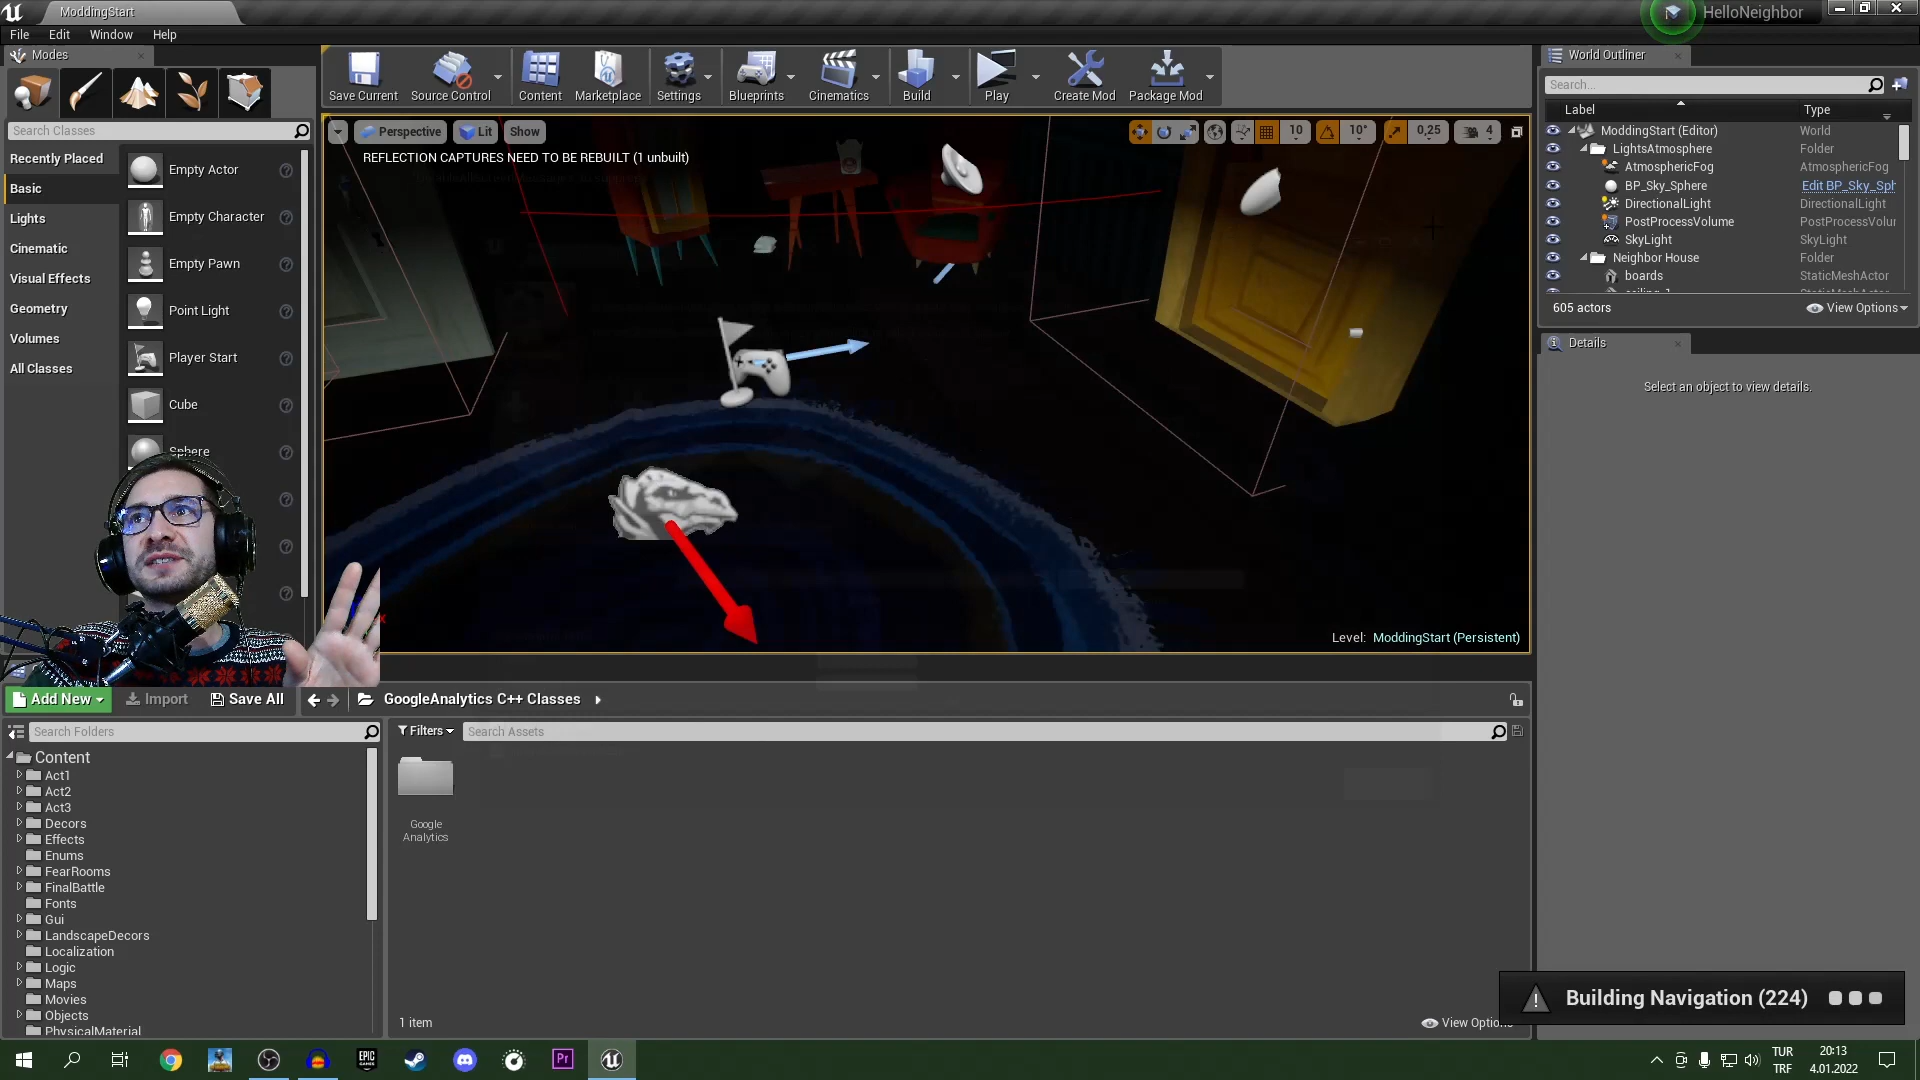 ModdingStart
HelloNeighbor
File Edit Window Help
Modes
World Outliner
Save Current
Source Control
Content
Marketplace
Settings
Blueprints
Cinematics
Build
Play
Create Mod
Package Mod
Search...
Label Type
Search Classes
Perspective Lit Show
10 10° 0,25 4
REFLECTION CAPTURES NEED TO BE REBUILT (1 unbuilt)
ModdingStart (Editor) World
LightsAtmosphere Folder
AtmosphericFog AtmosphericFog
BP_Sky_Sphere Edit BP_Sky_Sph
DirectionalLight DirectionalLight
PostProcessVolume PostProcessVolur
SkyLight SkyLight
Neighbor House Folder
boards StaticMeshActor
605 actors View Options
Details
Select an object to view details.
Recently Placed
Basic
Lights
Cinematic
Visual Effects
Geometry
Volumes
All Classes
Empty Actor
Empty Character
Empty Pawn
Point Light
Player Start
Cube
Sphere
Level: ModdingStart (Persistent)
Add New Import Save All GoogleAnalytics C++ Classes
Search Folders
Filters Search Assets
Content
Act1
Act2
Act3
Decors
Effects
Enums
FearRooms
FinalBattle
Fonts
Gui
LandscapeDecors
Localization
Logic
Maps
Movies
Objects
PhysicalMaterial
Google
Analytics
1 item
View Options
Building Navigation (224)
EPIC
GAMES
Pr
TUR
TRF
20:13
4.01.2022